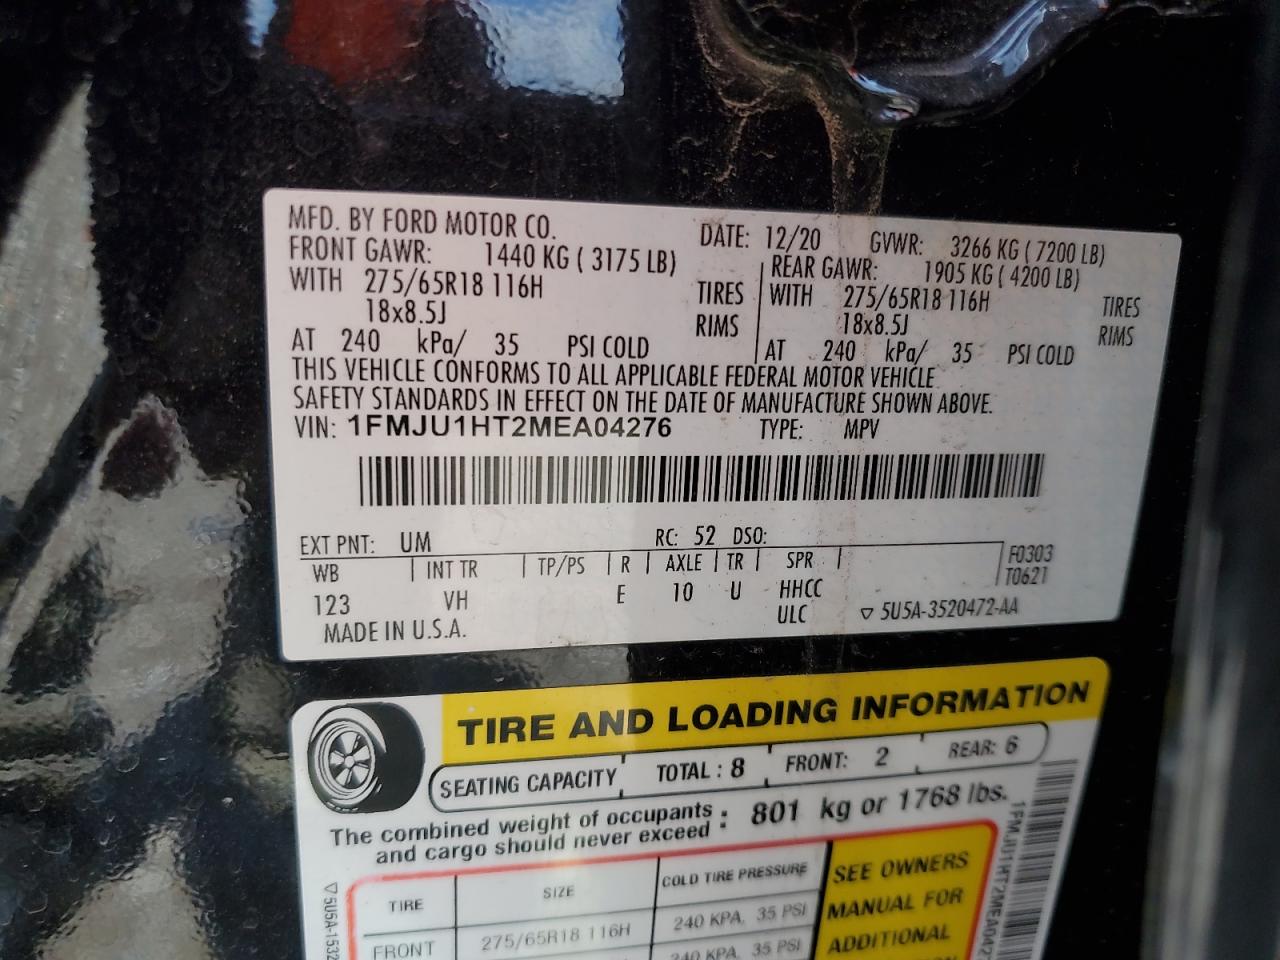 MFD. BY FORD MOTOR CO. DATE: 12/20 GVWR: 3266 KG ( 7200 LB)
FRONT GAWR: 1440 KG ( 3175 LB) REAR GAWR: 1905 KG ( 4200 LB)
WITH 275/65R18 116H TIRES WITH 275/65R18 116H TIRES
18x8.5J RIMS 18x8.5J RIMS
AT 240 kPa/ 35 PSI COLD AT 240 kPa/ 35 PSI COLD
THIS VEHICLE CONFORMS TO ALL APPLICABLE FEDERAL MOTOR VEHICLE
SAFETY STANDARDS IN EFFECT ON THE DATE OF MANUFACTURE SHOWN ABOVE.
VIN: 1FMJU1HT2MEA04276 TYPE: MPV
EXT PNT: UM RC: 52 DSO:
WB INT TR TP/PS R AXLE TR SPR F0303
T0621
123 VH E 10 U HHCC
ULC ▽ 5U5A-3520472-AA
MADE IN U.S.A.
TIRE AND LOADING INFORMATION
SEATING CAPACITY TOTAL : 8 FRONT: 2 REAR: 6
The combined weight of occupants
and cargo should never exceed : 801 kg or 1768 lbs.
TIRE SIZE COLD TIRE PRESSURE
FRONT 275/65R18 116H 240 KPA, 35 PSI
240 KPA, 35 PSI
SEE OWNERS
MANUAL FOR
ADDITIONAL
▽5U5A-1532
1FMJU1HT2MEA042